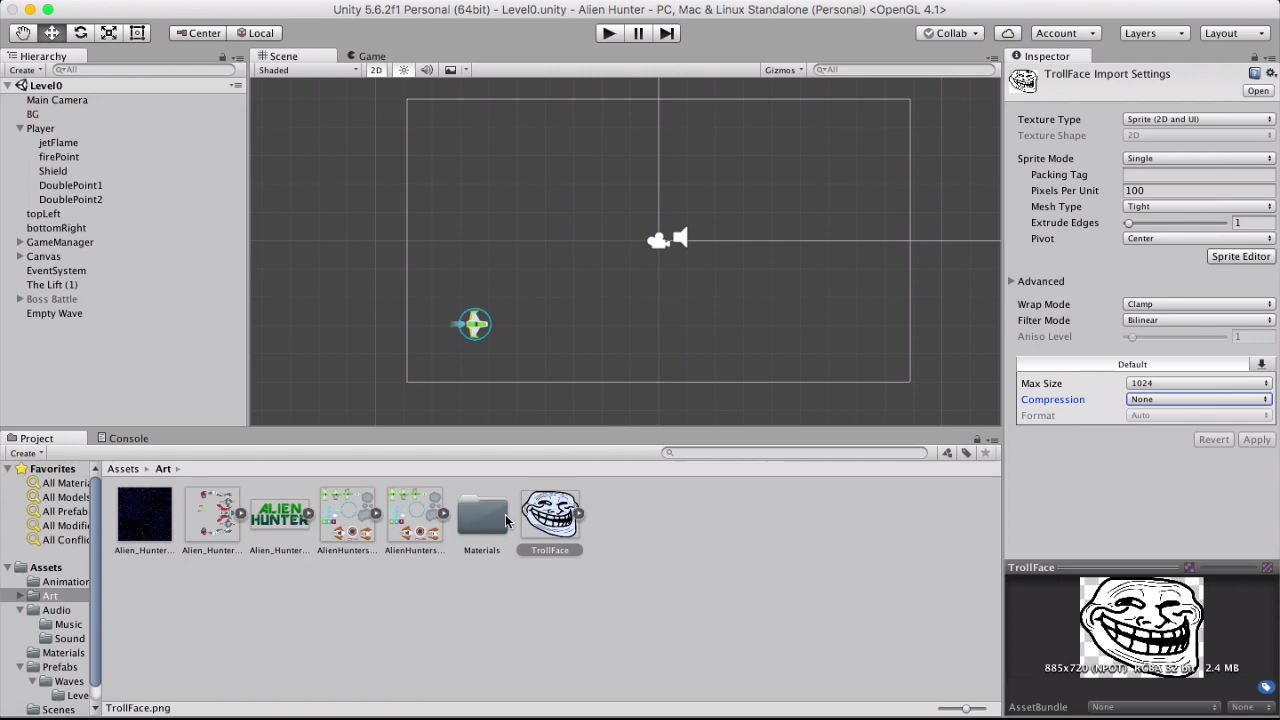 Unity 5.6.2f1 Personal (64bit) - Level0.unity - Alien Hunter - PC, Mac & Linux Standalone (Personal) <OpenGL 4.1>
Center Local Collab Account Layers Layout
Hierarchy Scene Game Inspector
Create All Shaded 2D Gizmos All
TrollFace Import Settings
Open
Level0
Main Camera
BG
Player
jetFlame
firePoint
Shield
DoublePoint1
DoublePoint2
topLeft
bottomRight
GameManager
Canvas
EventSystem
The Lift (1)
Boss Battle
Empty Wave
Texture Type Sprite (2D and UI)
Texture Shape 2D
Sprite Mode Single
Packing Tag
Pixels Per Unit 100
Mesh Type Tight
Extrude Edges 1
Pivot Center
Sprite Editor
Advanced
Wrap Mode Clamp
Filter Mode Bilinear
Aniso Level 1
Default
Max Size 1024
Compression None
Format Auto
Revert Apply
Project Console
Create
Favorites
All Materia
All Models
All Prefab
All Modifi
All Confli
Assets
Animation
Art
Audio
Music
Sound
Materials
Prefabs
Waves
Leve
Scenes
Assets Art
ALIEN
HUNTER
Alien_Hunter... Alien_Hunter... Alien_Hunter... AlienHunters... AlienHunters... Materials TrollFace
TrollFace.png
TrollFace
885x720 (NPOT) RGBA 32 bit 2.4 MB
AssetBundle None None